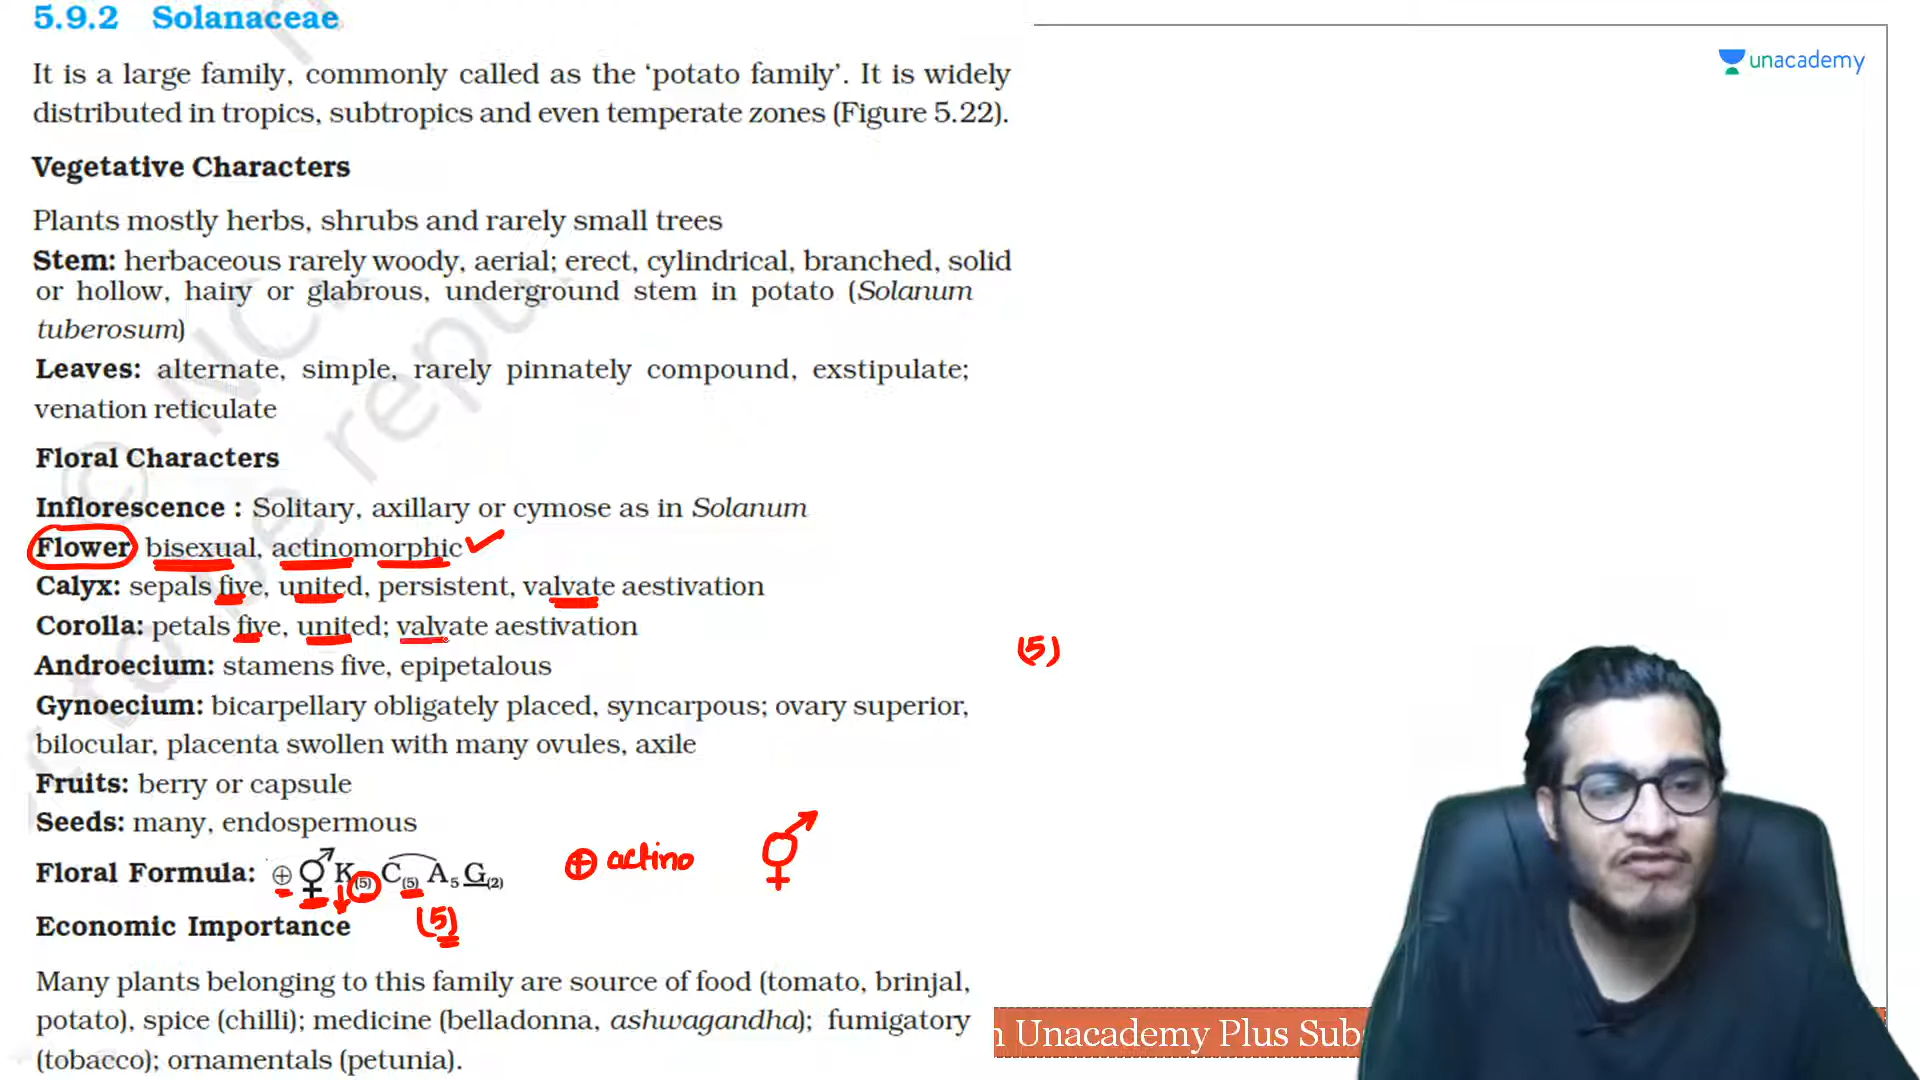 5.9.2 Solanaceae
unacademy
It is a large family, commonly called as the ‘potato family’. It is widely
distributed in tropics, subtropics and even temperate zones (Figure 5.22).
Vegetative Characters
Plants mostly herbs, shrubs and rarely small trees
Stem: herbaceous rarely woody, aerial; erect, cylindrical, branched, solid
or hollow, hairy or glabrous, underground stem in potato (Solanum
tuberosum)
Leaves: alternate, simple, rarely pinnately compound, exstipulate;
venation reticulate
Floral Characters
Inflorescence : Solitary, axillary or cymose as in Solanum
Flower bisexual, actinomorphic
Calyx: sepals five, united, persistent, valvate aestivation
Corolla: petals five, united; valvate aestivation
(5)
Androecium: stamens five, epipetalous
Gynoecium: bicarpellary obligately placed, syncarpous; ovary superior,
bilocular, placenta swollen with many ovules, axile
Fruits: berry or capsule
Seeds: many, endospermous
Floral Formula: ⊕ ⚥ K(5) C(5) A5 G(2)
⊕ actino
(5)
Economic Importance
Many plants belonging to this family are source of food (tomato, brinjal,
potato), spice (chilli); medicine (belladonna, ashwagandha); fumigatory
(tobacco); ornamentals (petunia).
Unacademy Plus